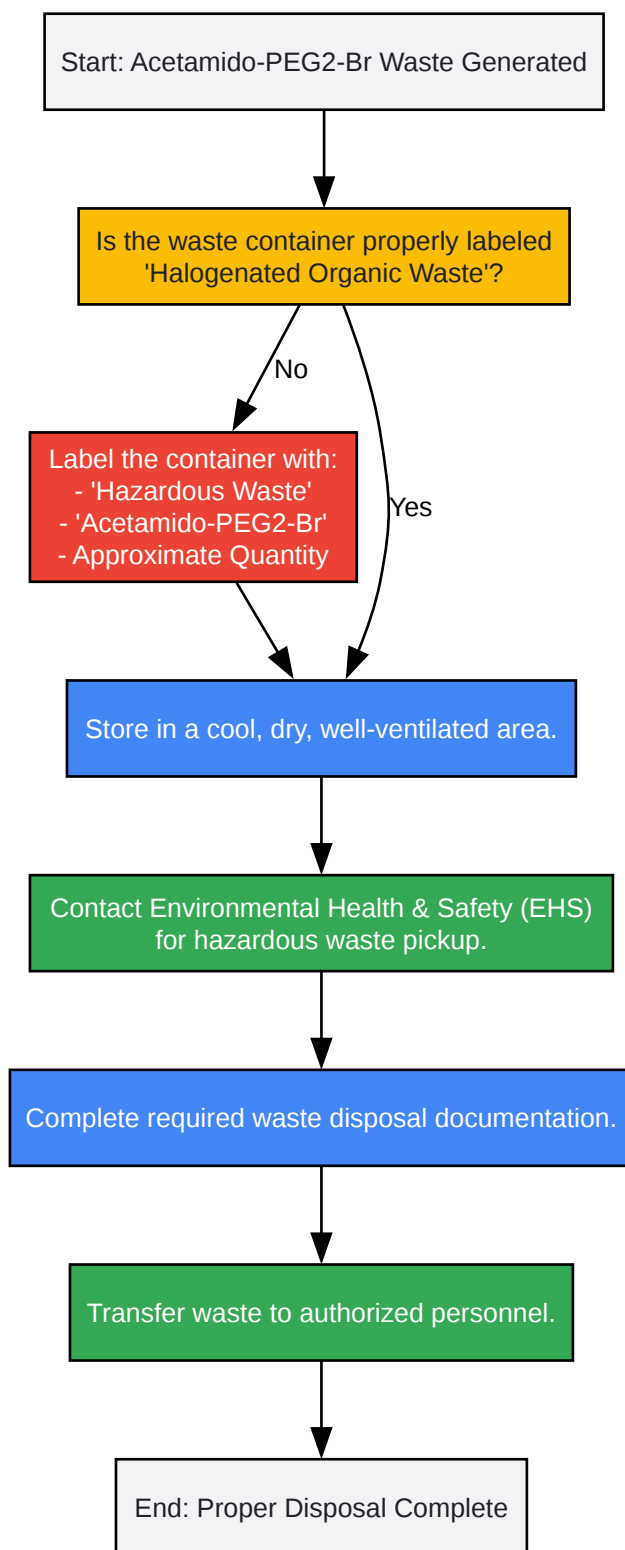 Start: Acetamido-PEG2-Br Waste Generated
Is the waste container properly labeled
'Halogenated Organic Waste'?
No
Label the container with:
- 'Hazardous Waste'
- 'Acetamido-PEG2-Br'
- Approximate Quantity
Yes
Store in a cool, dry, well-ventilated area.
Contact Environmental Health & Safety (EHS)
for hazardous waste pickup.
Complete required waste disposal documentation.
Transfer waste to authorized personnel.
End: Proper Disposal Complete